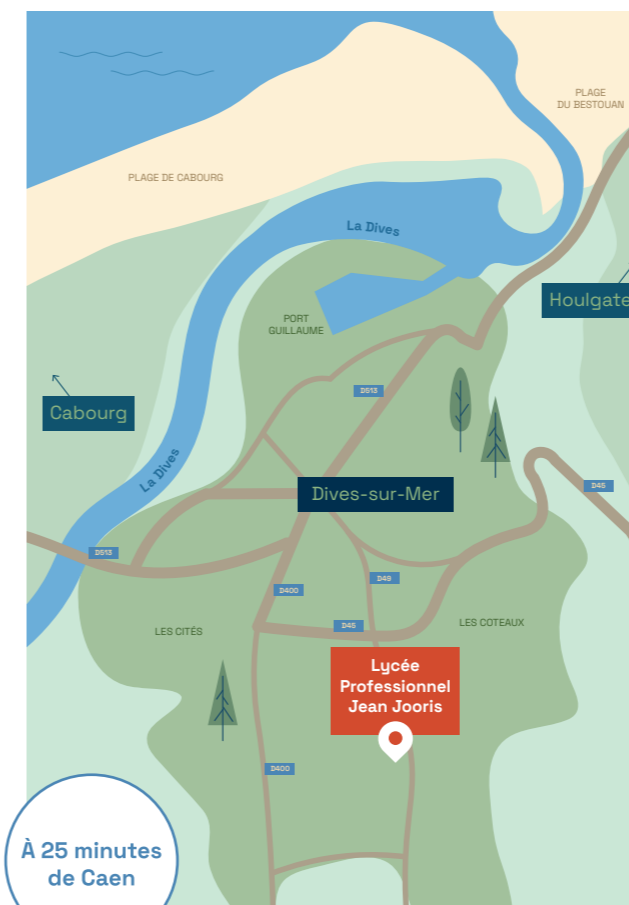 PLAGE
DU BESTOUAN
PLAGE DE CABOURG
La Dives
Houlgate
PORT
GUILLAUME
D513
Cabourg
La Dives
Dives-sur-Mer
D45
D513
D49
D400
D45
LES CITÉS
LES COTEAUX
Lycée
Professionnel
Jean Jooris
D400
À 25 minutes
de Caen